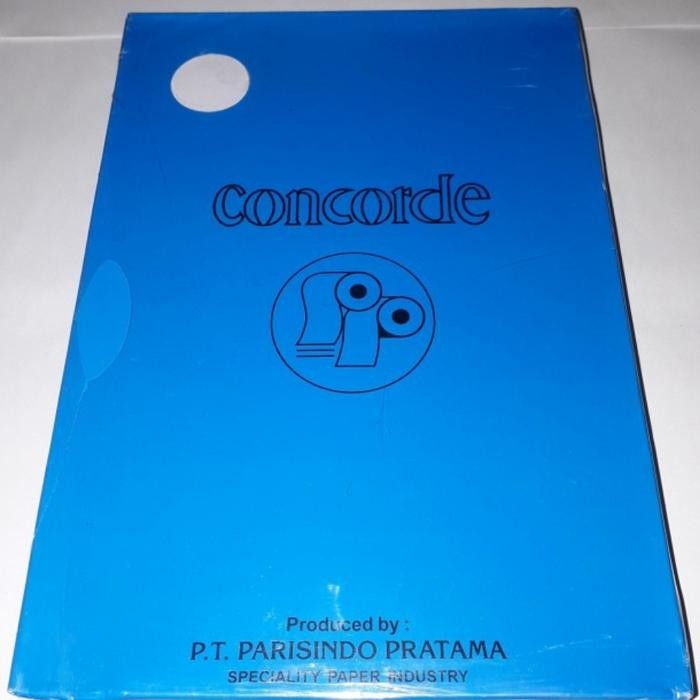 concorde
Produced by :
P.T. PARISINDO PRATAMA
SPECIALITY PAPER INDUSTRY